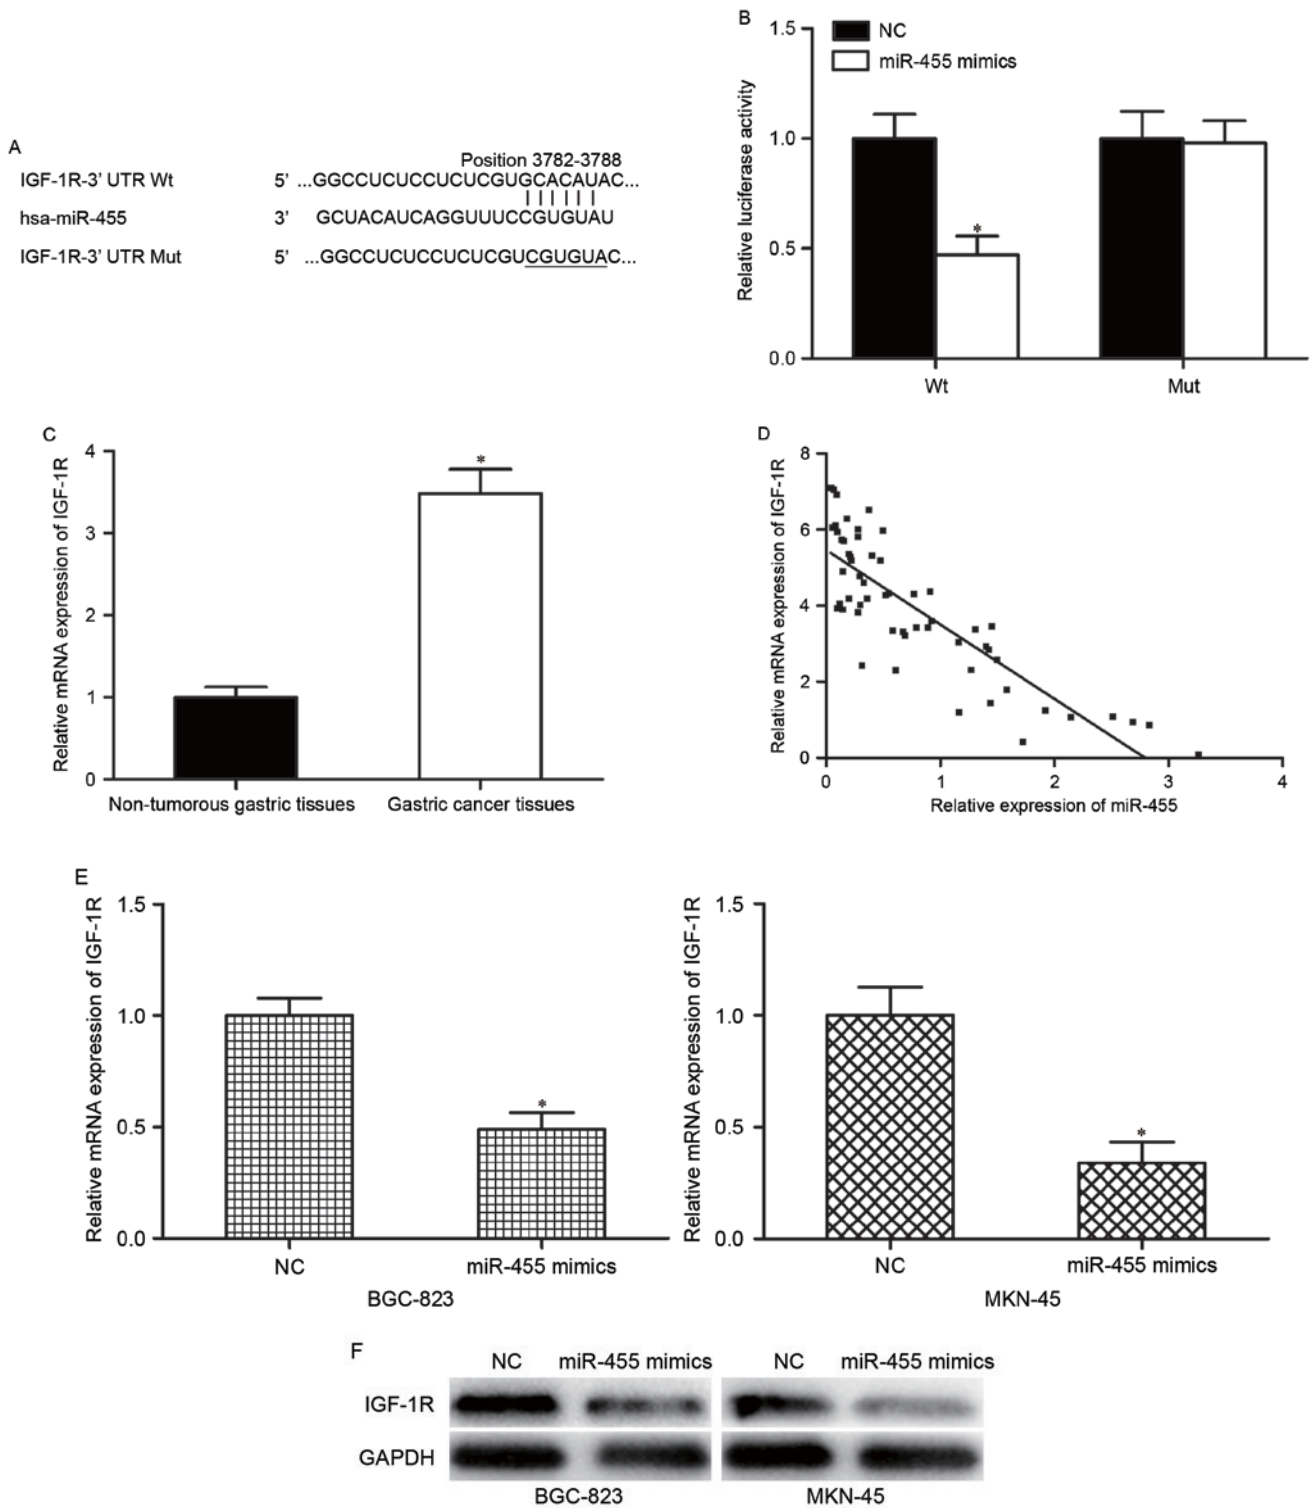 A
Position 3782-3788
IGF-1R-3’ UTR Wt 5’ ...GGCCUCUCCUCUCGUGCACAUAC...
hsa-miR-455 3’ GCUACAUCAGGUUUCCGUGUAU
IGF-1R-3’ UTR Mut 5’ ...GGCCUCUCCUCUCGUCGUGUAC...
B
NC
miR-455 mimics
Relative luciferase activity
1.5
1.0
0.5
0.0
Wt Mut
C
Relative mRNA expression of IGF-1R
4
3
2
1
0
*
Non-tumorous gastric tissues Gastric cancer tissues
D
Relative mRNA expression of IGF-1R
8
6
4
2
0
0 1 2 3 4
Relative expression of miR-455
E
Relative mRNA expression of IGF-1R
1.5
1.0
0.5
0.0
*
NC miR-455 mimics
BGC-823
Relative mRNA expression of IGF-1R
1.5
1.0
0.5
0.0
*
NC miR-455 mimics
MKN-45
F
NC miR-455 mimics NC miR-455 mimics
IGF-1R
GAPDH
BGC-823 MKN-45